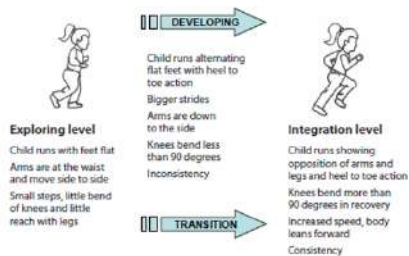 DEVELOPING
Child runs alternating
flat feet with heel to
toe action
Bigger strides
Arms are down
to the side
Knees bend less
than 90 degrees
Inconsistency
Exploring level
Child runs with feet flat
Arms are at the waist
and move side to side
Small steps, little bend
of knees and little
reach with legs
Integration level
Child runs showing
opposition of arms and
legs and heel to toe action
Knees bend more than
90 degrees in recovery
Increased speed, body
leans forward
Consistency
TRANSITION